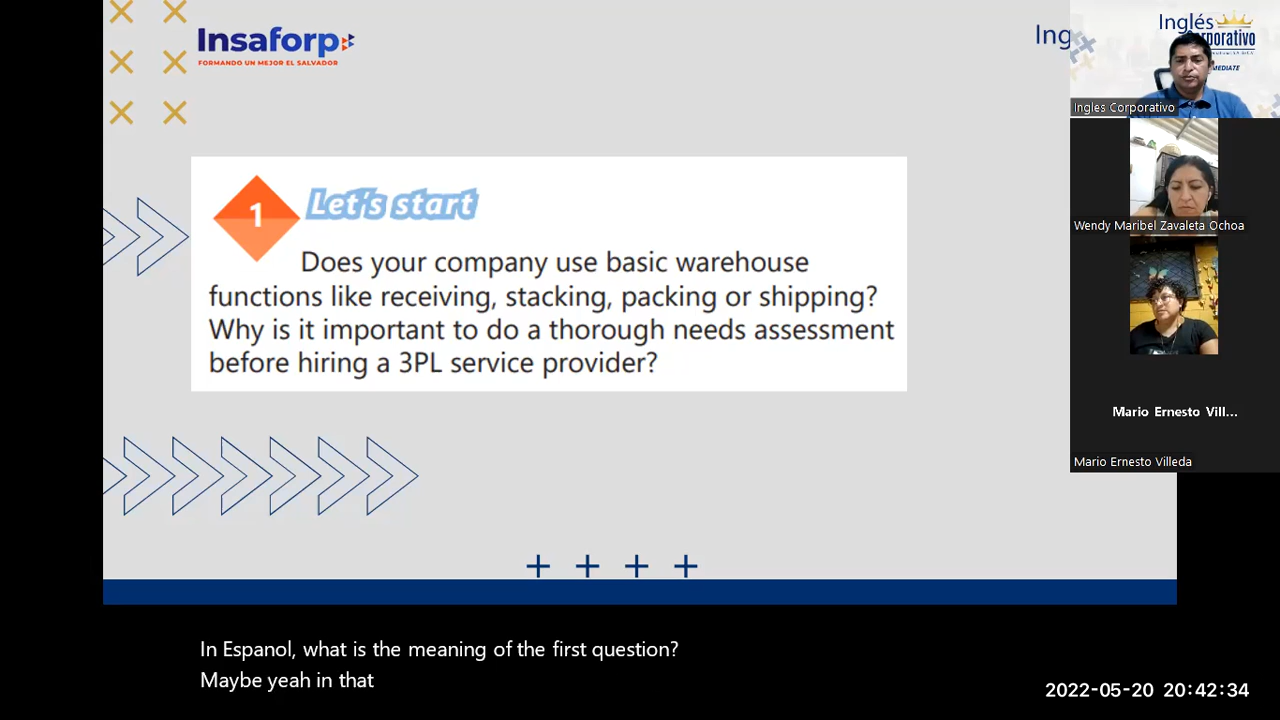 Insaforp
FORMANDO UN MEJOR EL SALVADOR
Ing
Inglés
Corporativo
MEDIATE
Ingles Corporativo
Wendy Maribel Zavaleta Ochoa
Mario Ernesto Vill...
Mario Ernesto Villeda
1
Let's start
Does your company use basic warehouse
functions like receiving, stacking, packing or shipping?
Why is it important to do a thorough needs assessment
before hiring a 3PL service provider?
In Espanol, what is the meaning of the first question?
Maybe yeah in that
2022-05-20 20:42:34